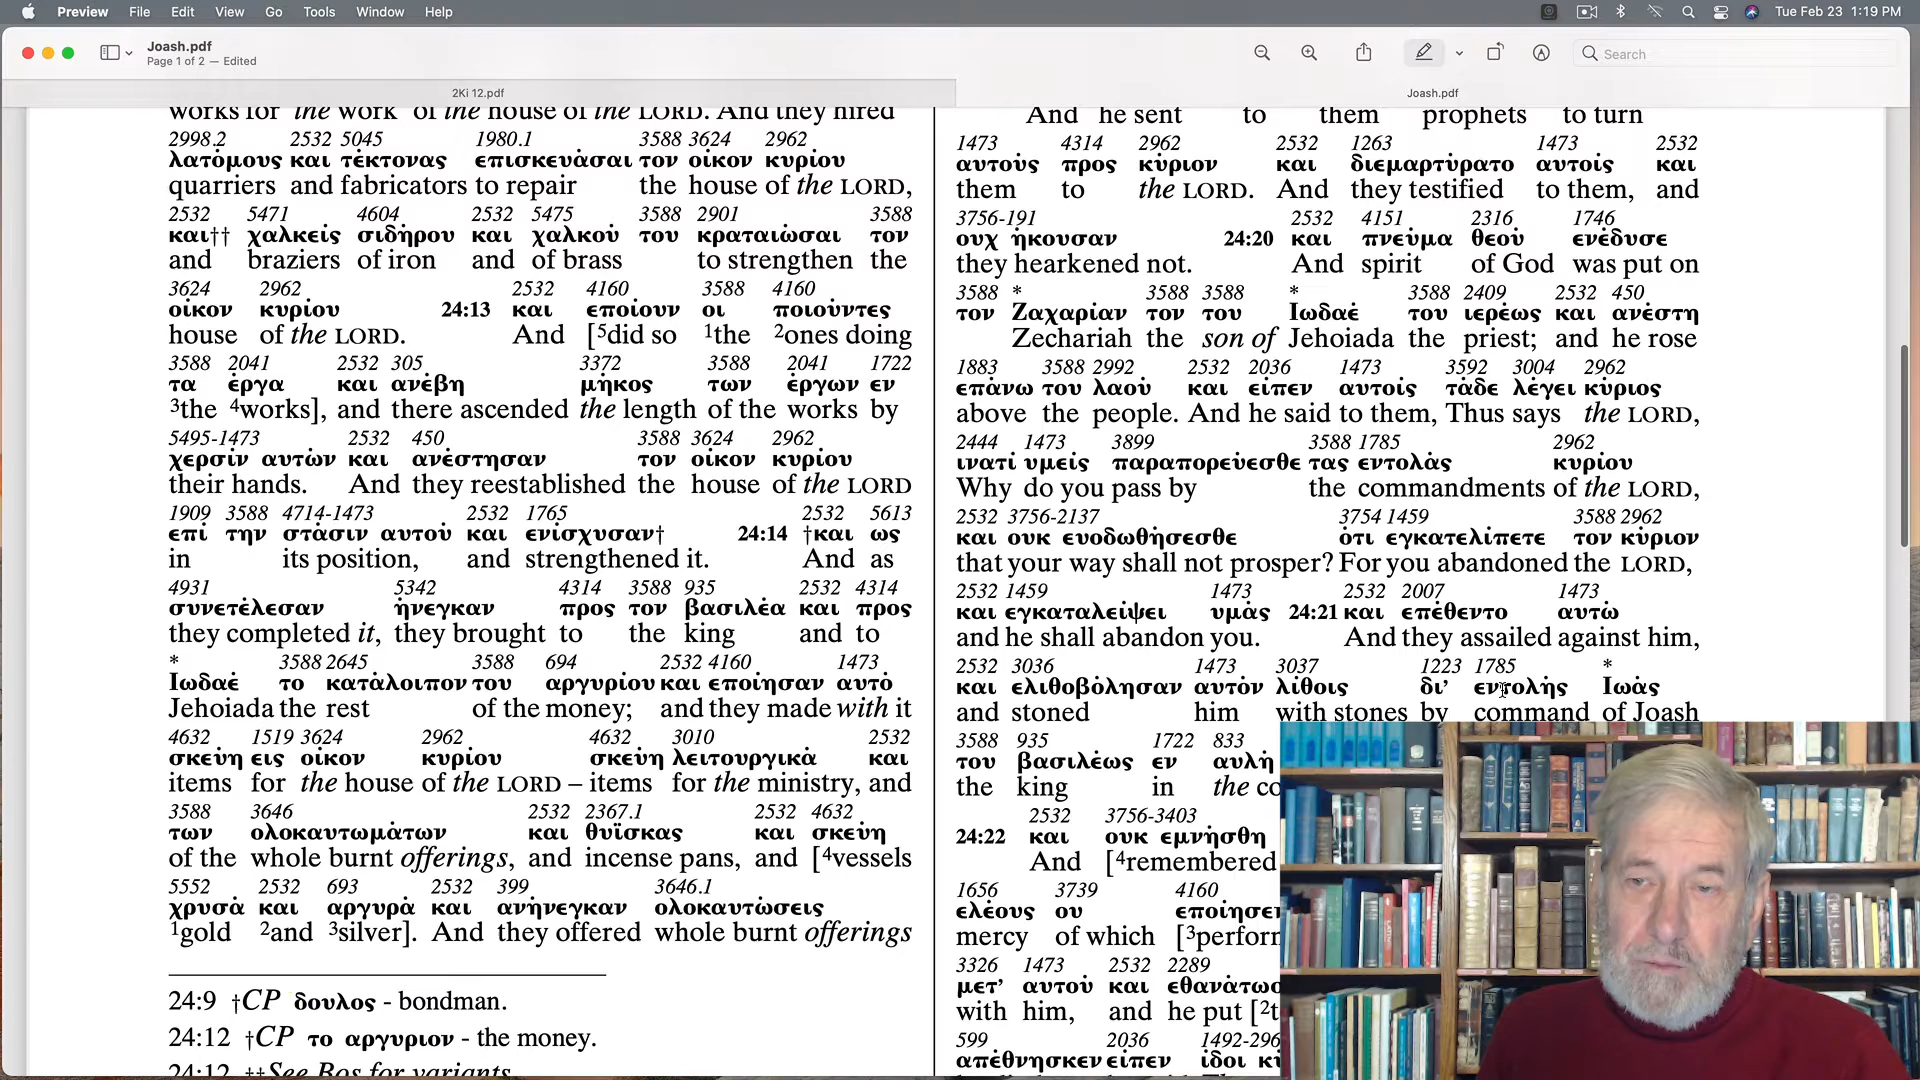 Preview File Edit View Go Tools Window Help Tue Feb 23 1:19 PM
Joash.pdf
Page 1 of 2 — Edited
Search
2Ki 12.pdf Joash.pdf
works for the work of the house of the LORD. And they hired
2998.2 2532 5045 1980.1 3588 3624 2962
λατόμους και τέκτονας επισκευάσαι τον οίκον κυρίου
quarriers and fabricators to repair the house of the LORD,
2532 5471 4604 2532 5475 3588 2901 3588
και†† χαλκείς σιδήρου και χαλκού του κραταιώσαι τον
and braziers of iron and of brass to strengthen the
3624 2962 2532 4160 3588 4160
οίκον κυρίου 24:13 και εποίουν οι ποιούντες
house of the LORD. And [5did so 1the 2ones doing
3588 2041 2532 305 3372 3588 2041 1722
τα έργα και ανέβη μήκος των έργων εν
3the 4works], and there ascended the length of the works by
5495-1473 2532 450 3588 3624 2962
χερσίν αυτών και ανέστησαν τον οίκον κυρίου
their hands. And they reestablished the house of the LORD
1909 3588 4714-1473 2532 1765 2532 5613
επί την στάσιν αυτού και ενίσχυσαν† 24:14 †και ως
in its position, and strengthened it. And as
4931 5342 4314 3588 935 2532 4314
συνετέλεσαν ήνεγκαν προς τον βασιλέα και προς
they completed it, they brought to the king and to
* 3588 2645 3588 694 2532 4160 1473
Ιωδαέ το κατάλοιπον του αργυρίου και εποίησαν αυτό
Jehoiada the rest of the money; and they made with it
4632 1519 3624 2962 4632 3010 2532
σκεύη εις οίκον κυρίου σκεύη λειτουργικά και
items for the house of the LORD – items for the ministry, and
3588 3646 2532 2367.1 2532 4632
των ολοκαυτωμάτων και θυΐσκας και σκεύη
of the whole burnt offerings, and incense pans, and [4vessels
5552 2532 693 2532 399 3646.1
χρυσά και αργυρά και ανήνεγκαν ολοκαυτώσεις
1gold 2and 3silver]. And they offered whole burnt offerings
24:9 †CP δουλος - bondman.
24:12 †CP το αργυριον - the money.
24:12 ††See Bos for variants
And he sent to them prophets to turn
1473 4314 2962 2532 1263 1473 2532
αυτούς προς κύριον και διεμαρτύρατο αυτοίς και
them to the LORD. And they testified to them, and
3756-191 2532 4151 2316 1746
ουχ ήκουσαν 24:20 και πνεύμα θεού ενέδυσε
they hearkened not. And spirit of God was put on
3588 * 3588 3588 * 3588 2409 2532 450
τον Ζαχαρίαν τον του Ιωδαέ του ιερέως και ανέστη
Zechariah the son of Jehoiada the priest; and he rose
1883 3588 2992 2532 2036 1473 3592 3004 2962
επάνω του λαού και είπεν αυτοίς τάδε λέγει κύριος
above the people. And he said to them, Thus says the LORD,
2444 1473 3899 3588 1785 2962
ινατί υμείς παραπορεύεσθε τας εντολάς κυρίου
Why do you pass by the commandments of the LORD,
2532 3756-2137 3754 1459 3588 2962
και ουκ ευοδωθήσεσθε ότι εγκατελίπετε τον κύριον
that your way shall not prosper? For you abandoned the LORD,
2532 1459 1473 2532 2007 1473
και εγκαταλείψει υμάς 24:21 και επέθεντο αυτώ
and he shall abandon you. And they assailed against him,
2532 3036 1473 3037 1223 1785 *
και ελιθοβόλησαν αυτόν λίθοις δι' εντολής Ιωάς
and stoned him with stones by command of Joash
3588 935 1722 833
του βασιλέως εν αυλή
the king in the co
2532 3756-3403
24:22 και ουκ εμνήσθη
And [4remembered
1656 3739 4160
ελέους ου εποίησεν
mercy of which [3perform
3326 1473 2532 2289
μετ' αυτού και εθανάτωσ
with him, and he put [2t
599 2036 1492-296
απέθνησκεν είπεν ίδοι κύ